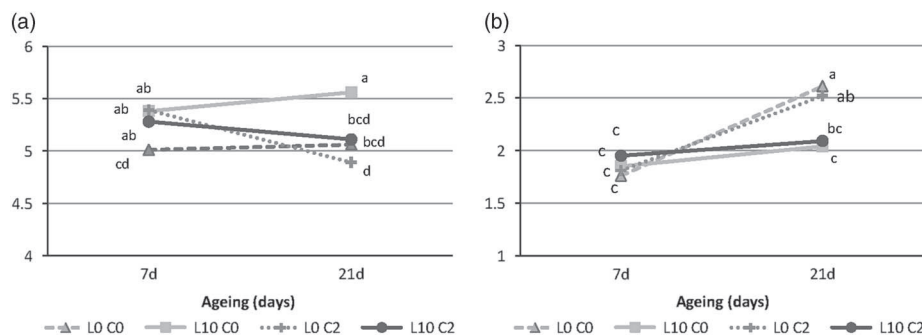 (a)
6
5.5
5
4.5
4
ab
ab
ab
cd
a
bcd
bcd
d
7d
21d
Ageing (days)
L0 C0
L10 C0
L0 C2
L10 C2
(b)
3
2.5
2
1.5
1
c
c
c
c
a
ab
bc
c
7d
21d
Ageing (days)
L0 C0
L10 C0
L0 C2
L10 C2